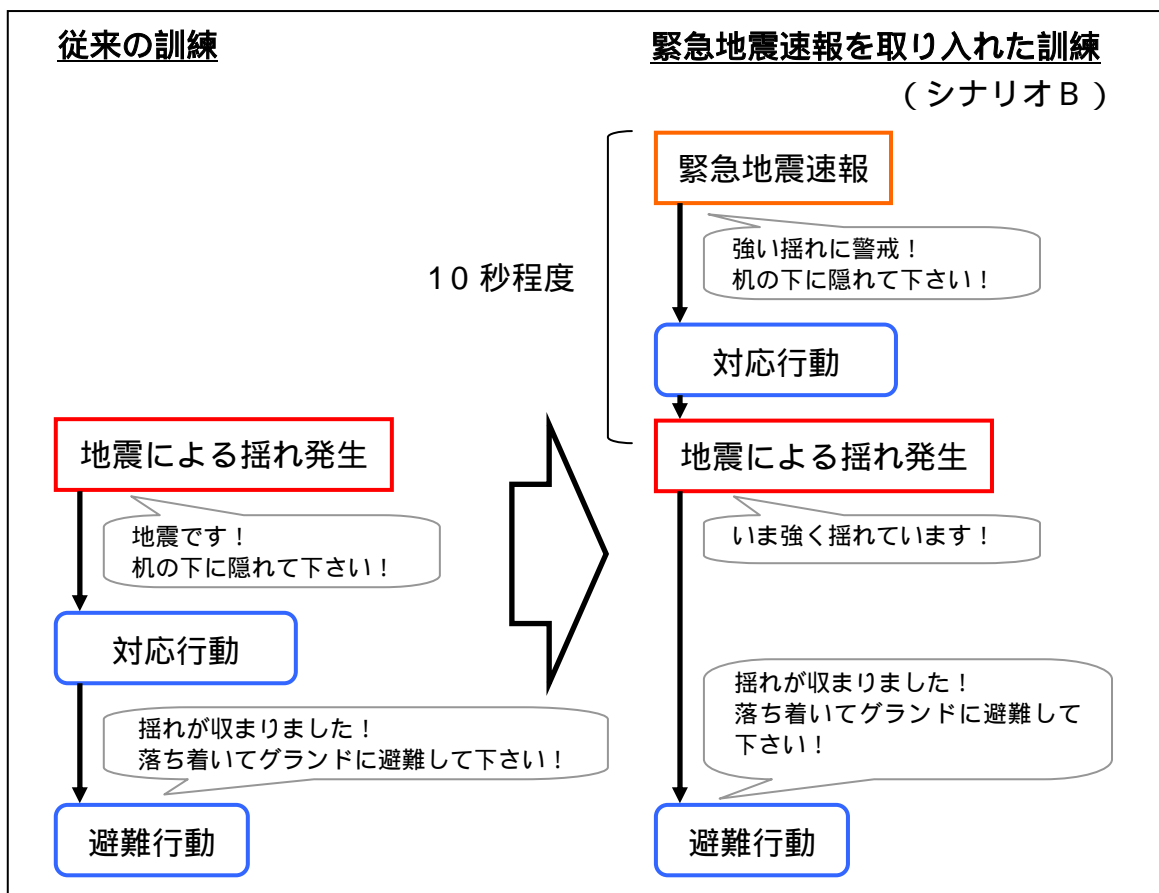 従来の訓練
地震による揺れ発生
地震です!
机の下に隠れて下さい!
対応行動
揺れが収まりました!
落ち着いてグランドに避難して下さい!
避難行動
緊急地震速報を取り入れた訓練
(シナリオB)
10秒程度
緊急地震速報
強い揺れに警戒!
机の下に隠れて下さい!
対応行動
地震による揺れ発生
いま強く揺れています!
揺れが収まりました!
落ち着いてグランドに避難して
下さい!
避難行動